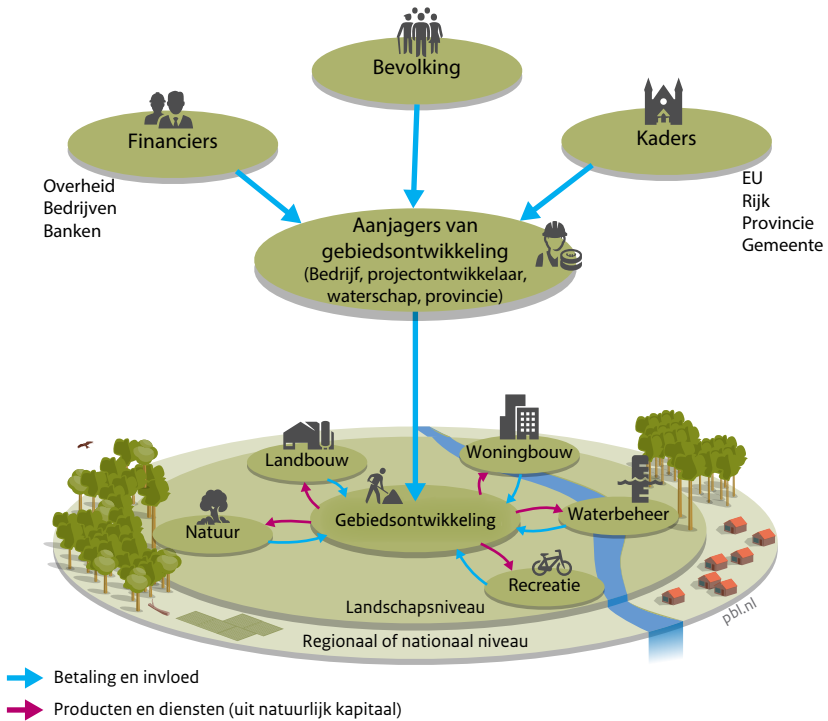 Bevolking
Financiers
Kaders
Overheid
Bedrijven
Banken
EU
Rijk
Provincie
Gemeente
Aanjagers van
gebiedsontwikkeling
(Bedrijf, projectontwikkelaar,
waterschap, provincie)
Landbouw
Woningbouw
Natuur
Gebiedsontwikkeling
Waterbeheer
Recreatie
Landschapsniveau
Regionaal of nationaal niveau
pbl.nl
Betaling en invloed
Producten en diensten (uit natuurlijk kapitaal)